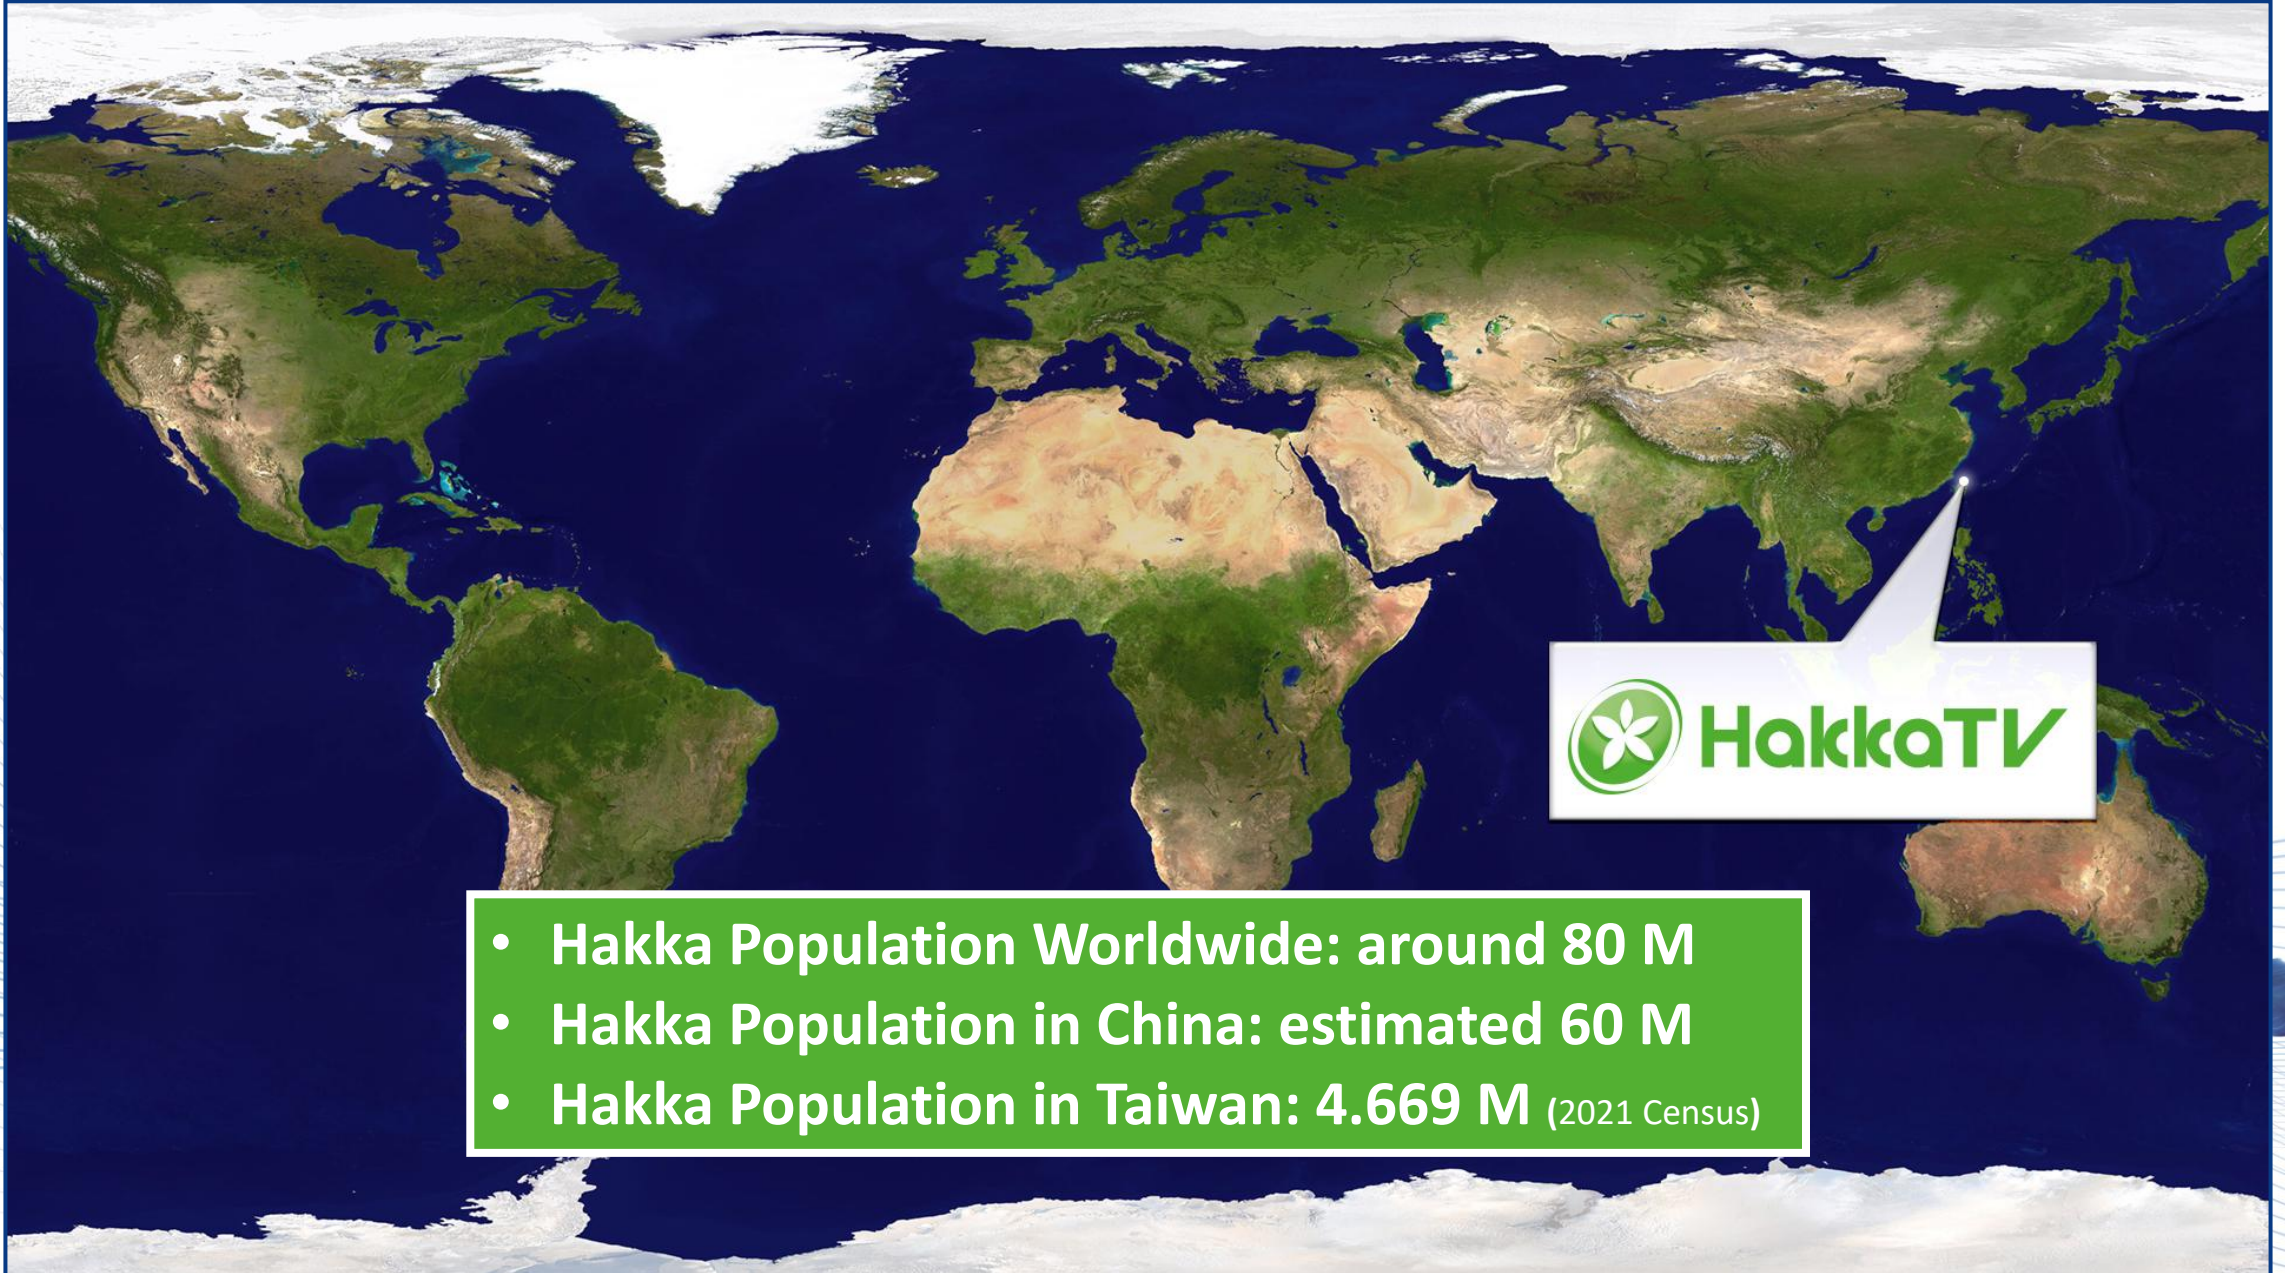 HakkaTV
• Hakka Population Worldwide: around 80 M
• Hakka Population in China: estimated 60 M
• Hakka Population in Taiwan: 4.669 M (2021 Census)